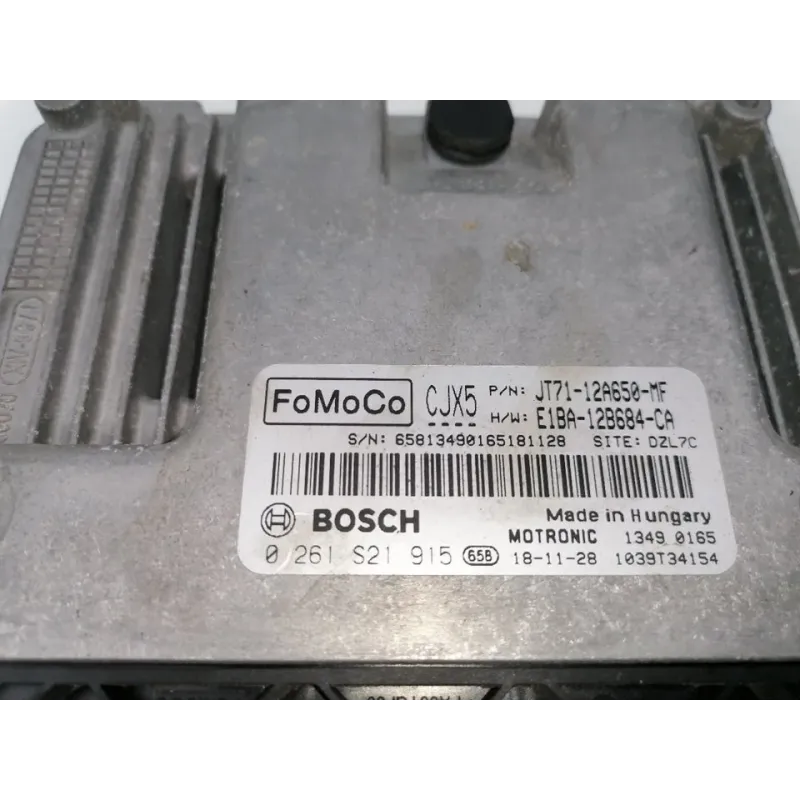 FoMoCo CJX5 P/N: JT71-12A650-MF
H/W: E1BA-12B684-CA
S/N: 65813490165181128 SITE: DZL7C
BOSCH Made in Hungary
MOTRONIC 1349 0165
0 261 S21 915 65B 18-11-28 1039T34154